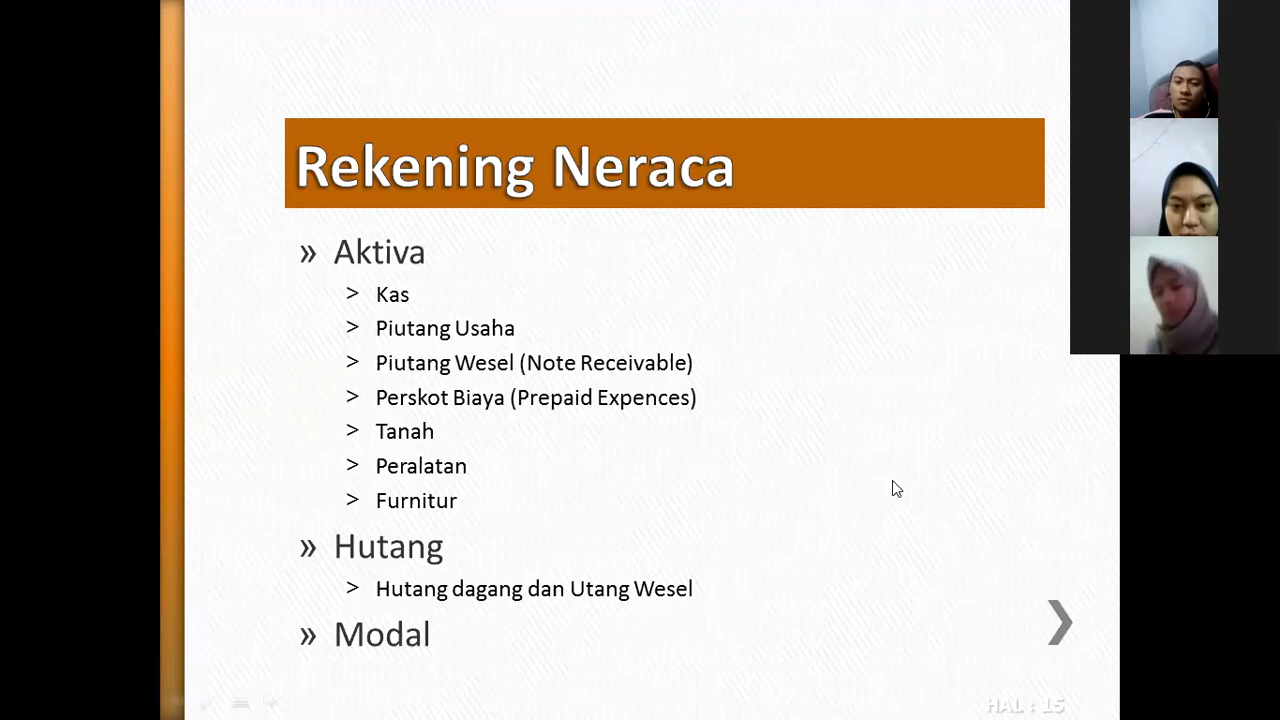 Rekening Neraca
» Aktiva
> Kas
> Piutang Usaha
> Piutang Wesel (Note Receivable)
> Perskot Biaya (Prepaid Expences)
> Tanah
> Peralatan
> Furnitur
» Hutang
> Hutang dagang dan Utang Wesel
» Modal
HAL : 15